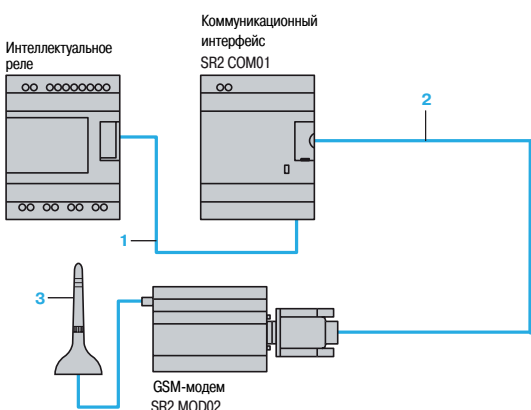 Коммуникационный
интерфейс
SR2 COM01
Интеллектуальное
реле
2
1
3
GSM-модем
SR2 MOD02